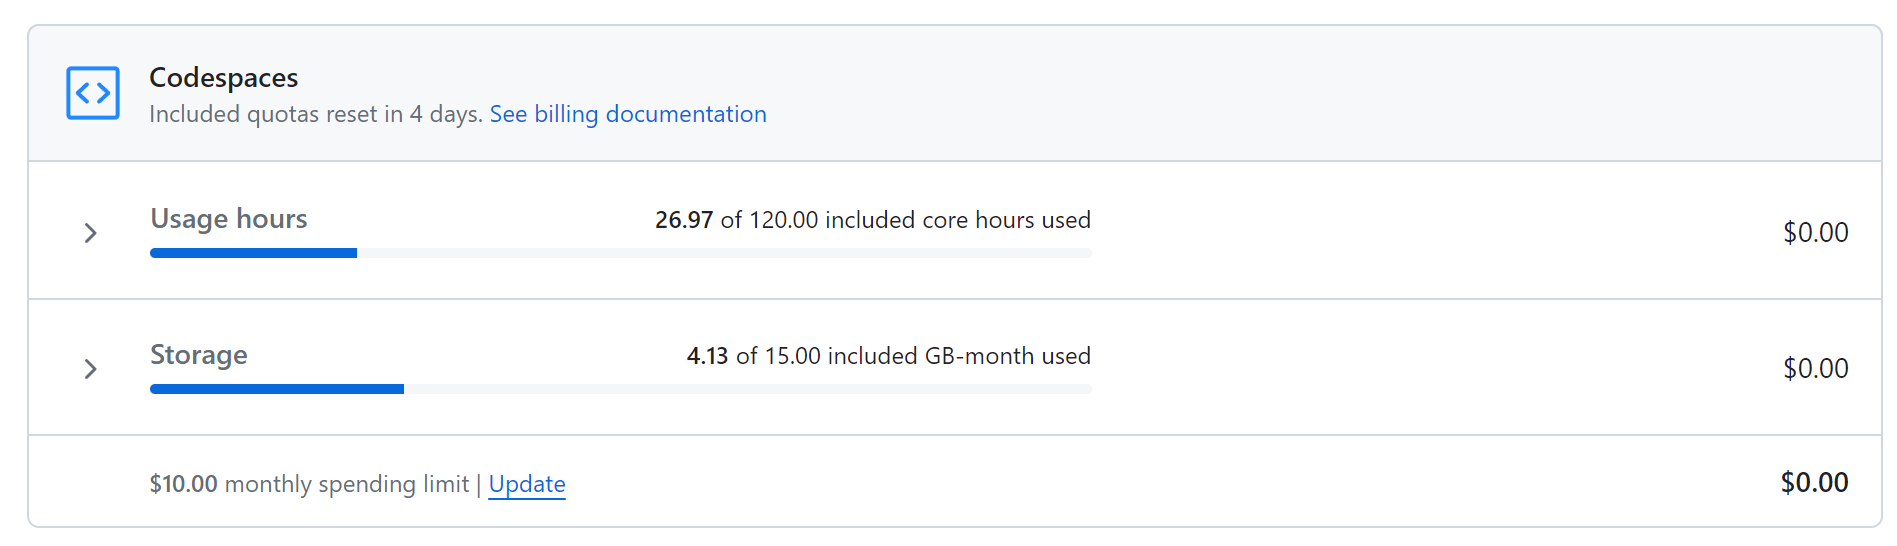 Codespaces
Included quotas reset in 4 days. See billing documentation
Usage hours 26.97 of 120.00 included core hours used $0.00
Storage 4.13 of 15.00 included GB-month used $0.00
$10.00 monthly spending limit | Update $0.00